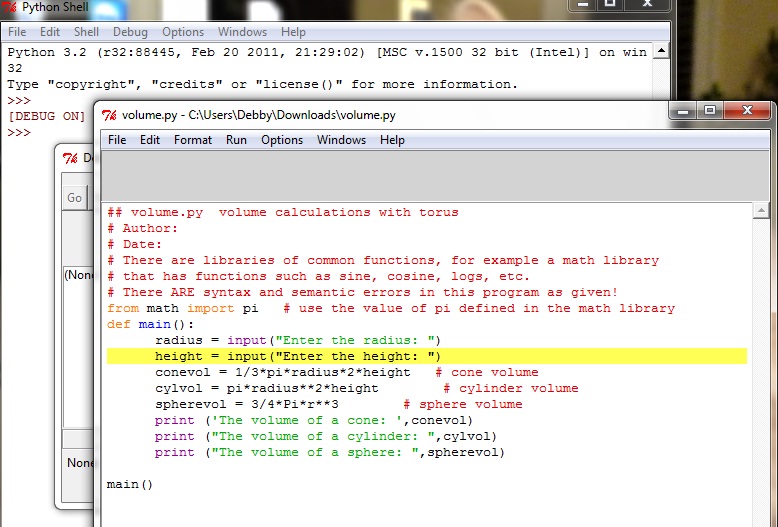 Python Shell
File Edit Shell Debug Options Windows Help
Python 3.2 (r32:88445, Feb 20 2011, 21:29:02) [MSC v.1500 32 bit (Intel)] on win
32
Type "copyright", "credits" or "license()" for more information.
>>>
[DEBUG ON]
>>>
volume.py - C:\Users\Debby\Downloads\volume.py
File Edit Format Run Options Windows Help
Go
(None
None
## volume.py  volume calculations with torus
# Author:
# Date:
# There are libraries of common functions, for example a math library
# that has functions such as sine, cosine, logs, etc.
# There ARE syntax and semantic errors in this program as given!
from math import pi   # use the value of pi defined in the math library
def main():
      radius = input("Enter the radius: ")
      height = input("Enter the height: ")
      conevol = 1/3*pi*radius*2*height   # cone volume
      cylvol = pi*radius**2*height        # cylinder volume
      spherevol = 3/4*Pi*r**3        # sphere volume
      print ('The volume of a cone: ',conevol)
      print ("The volume of a cylinder: ",cylvol)
      print ("The volume of a sphere: ",spherevol)
main()